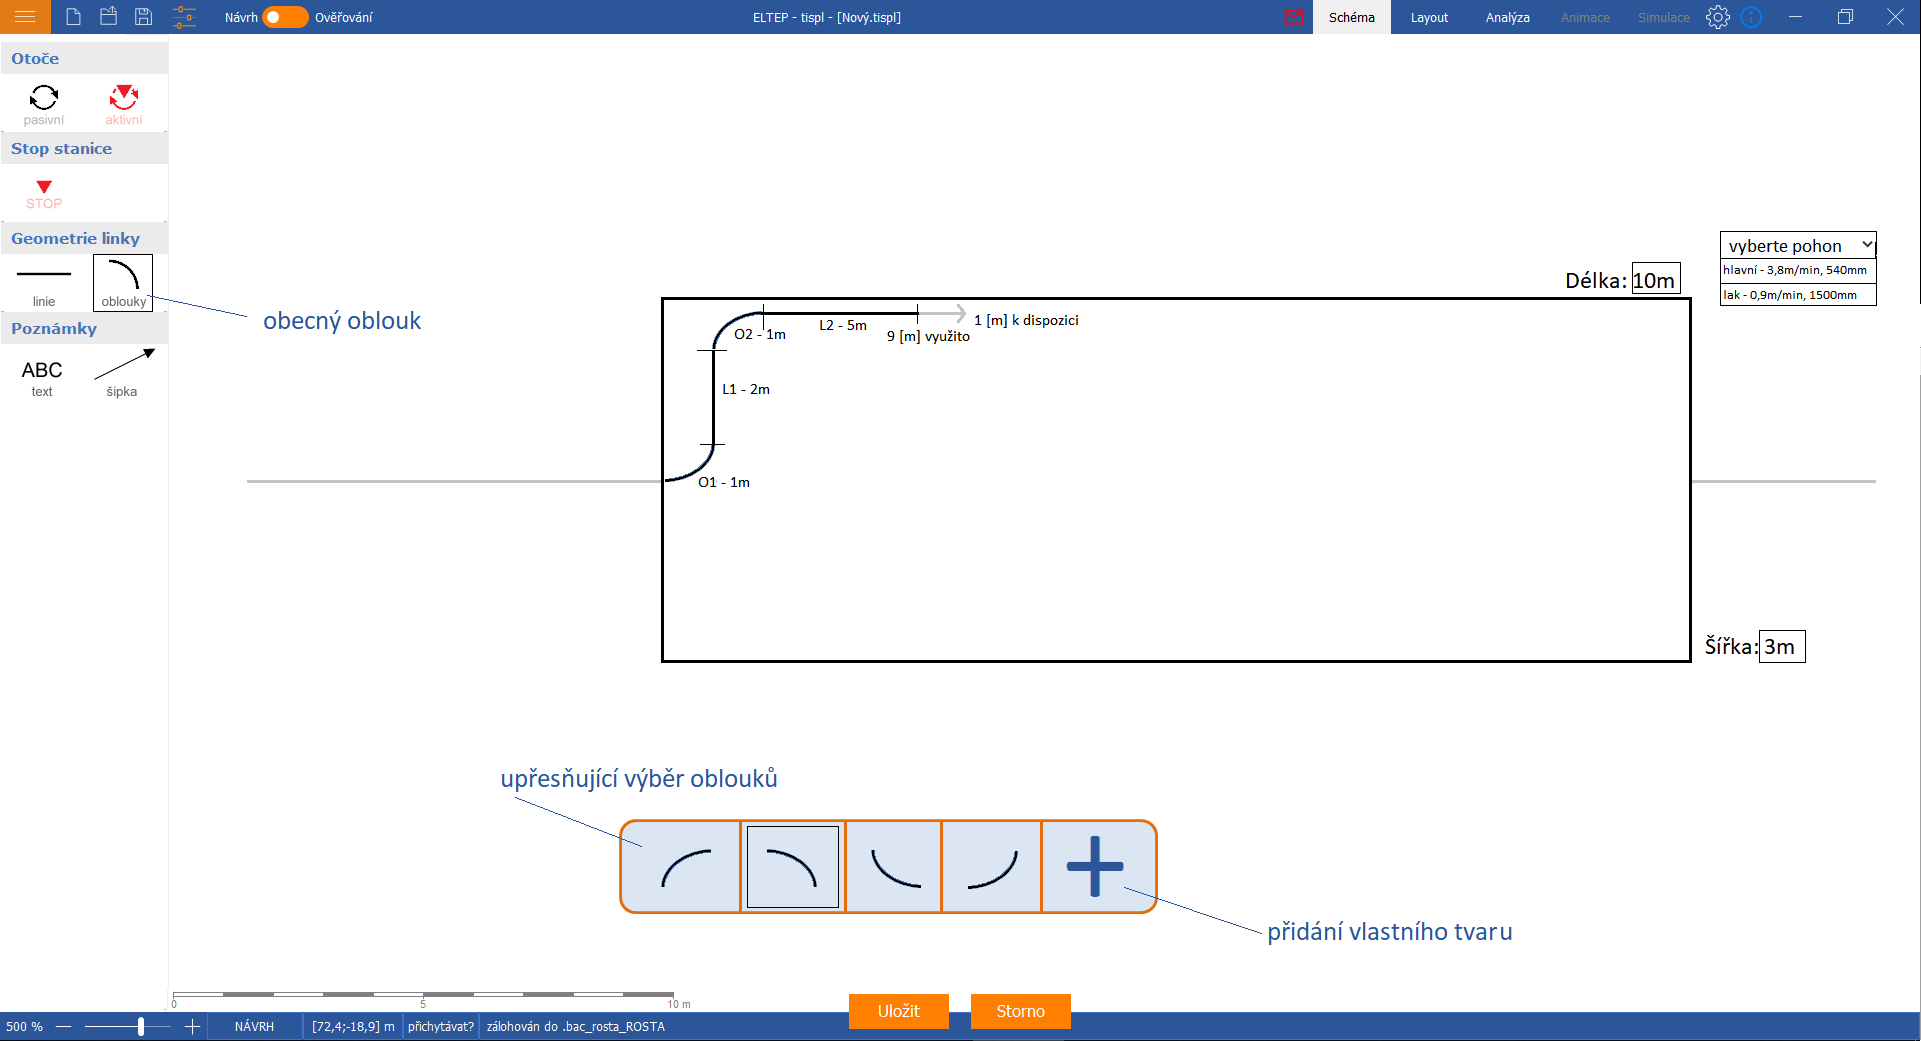 Návrh Ověřování
ELTEP - tispl - [Nový.tispl]
Schéma Layout Analýza Animace Simulace
Otoče
pasivní aktivní
Stop stanice
STOP
Geometrie linky
linie oblouky
Poznámky
ABC
text šipka
obecný oblouk
vyberte pohon
hlavní - 3,8m/min, 540mm
lak - 0,9m/min, 1500mm
Délka: 10m
O2 - 1m
L2 - 5m
9 [m] využito
1 [m] k dispozici
L1 - 2m
O1 - 1m
Šířka: 3m
upřesňující výběr oblouků
přidání vlastního tvaru
0 5 10 m
Uložit Storno
500 % NÁVRH [72,4;-18,9] m přichytávat? zálohován do .bac_rosta_ROSTA